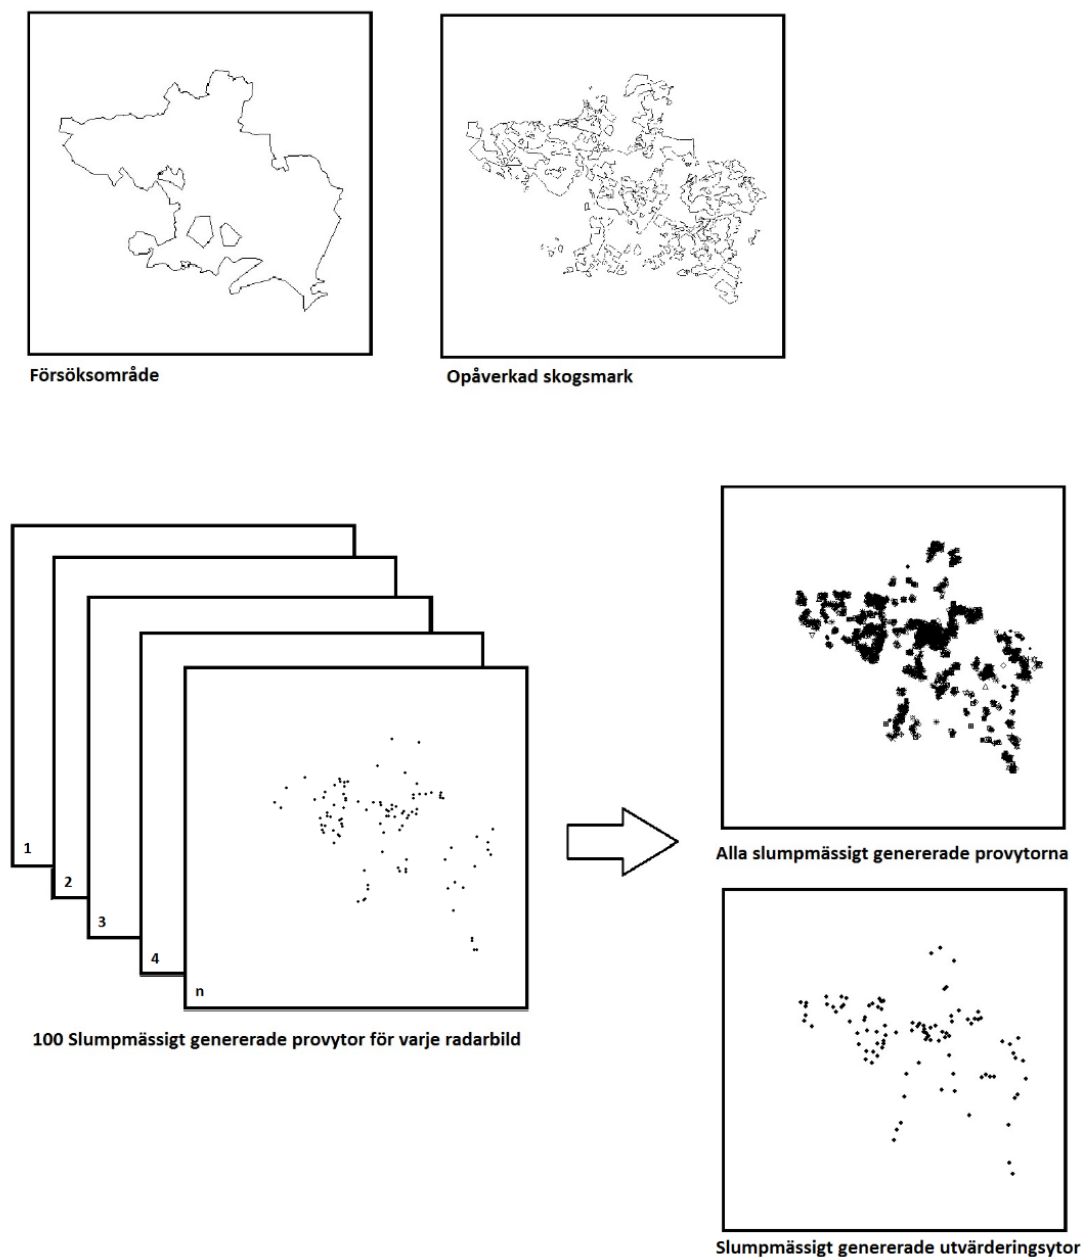 Försöksområde
Opåverkad skogsmark
1
2
3
4
n
100 Slumpmässigt genererade provytor för varje radarbild
Alla slumpmässigt genererade provytorna
Slumpmässigt genererade utvärderingsytor